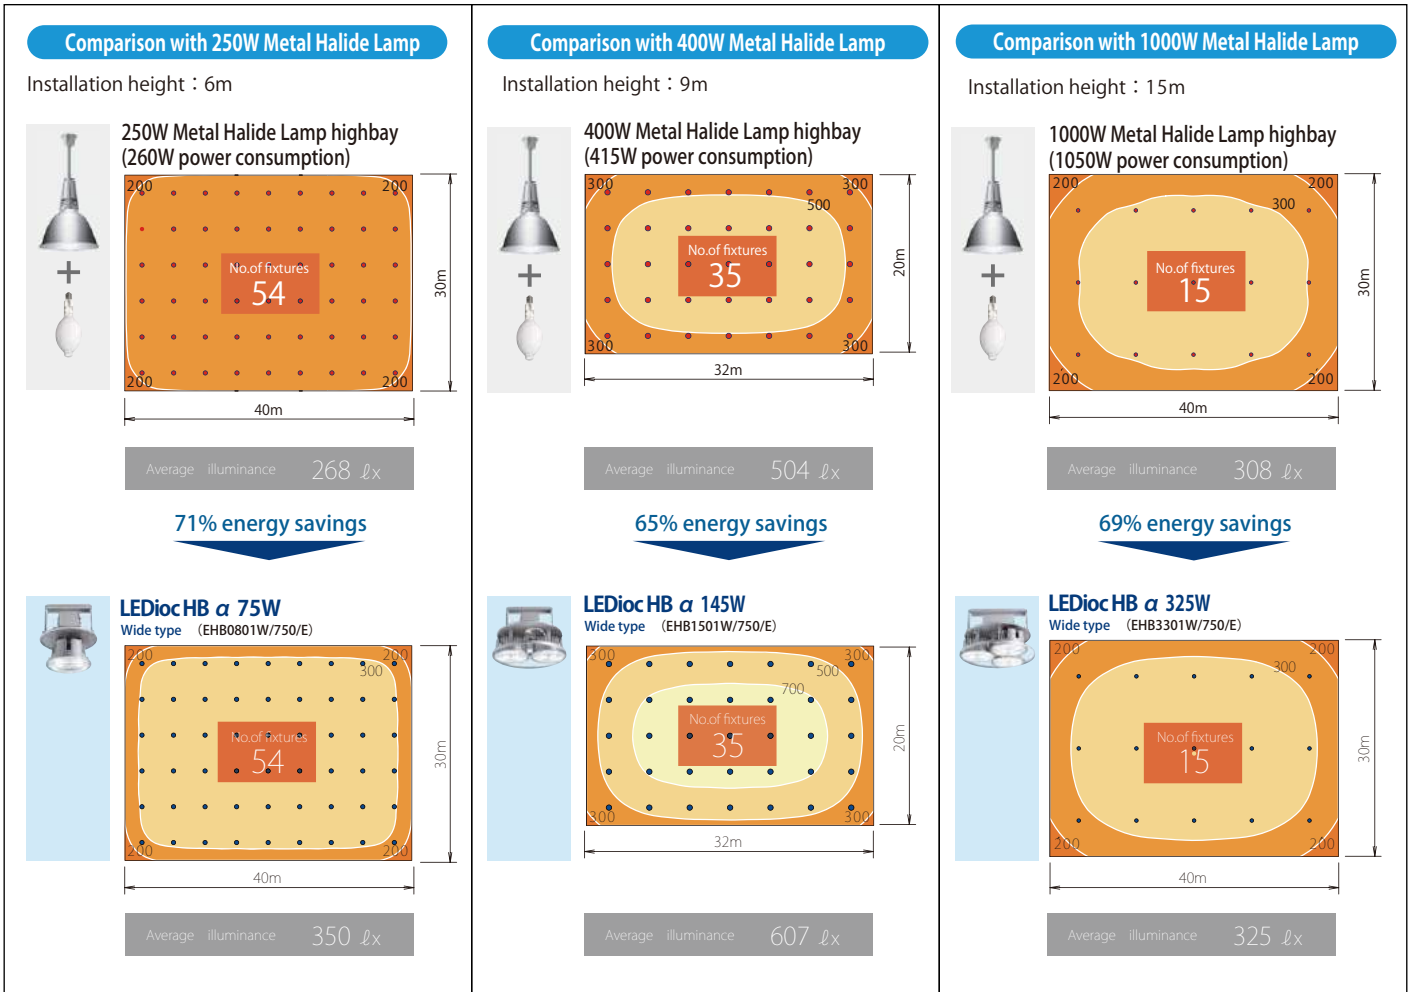 Comparison with 250W Metal Halide Lamp
Installation height：6m
250W Metal Halide Lamp highbay
(260W power consumption)
200 200
No.of fixtures
54
30m
200 200
40m
Average illuminance 268 ℓx
71% energy savings
LEDioc HB α 75W
Wide type （EHB0801W/750/E）
200 200
300
No.of fixtures
54
30m
200 200
40m
Average illuminance 350 ℓx
Comparison with 400W Metal Halide Lamp
Installation height：9m
400W Metal Halide Lamp highbay
(415W power consumption)
300 300
500
No.of fixtures
35
20m
300 300
32m
Average illuminance 504 ℓx
65% energy savings
LEDioc HB α 145W
Wide type （EHB1501W/750/E）
300 300
500
700
No.of fixtures
35
20m
300 300
32m
Average illuminance 607 ℓx
Comparison with 1000W Metal Halide Lamp
Installation height：15m
1000W Metal Halide Lamp highbay
(1050W power consumption)
200 200
300
No.of fixtures
15
30m
200 200
40m
Average illuminance 308 ℓx
69% energy savings
LEDioc HB α 325W
Wide type （EHB3301W/750/E）
200 200
300
No.of fixtures
15
30m
200 200
40m
Average illuminance 325 ℓx